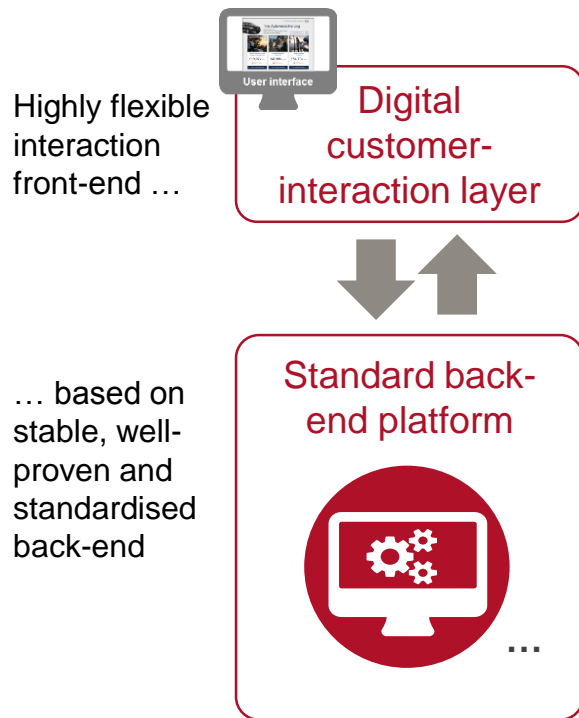 User interface
Highly flexible
interaction
front-end …
Digital
customer-
interaction layer
… based on
stable, well-
proven and
standardised
back-end
Standard back-
end platform
…